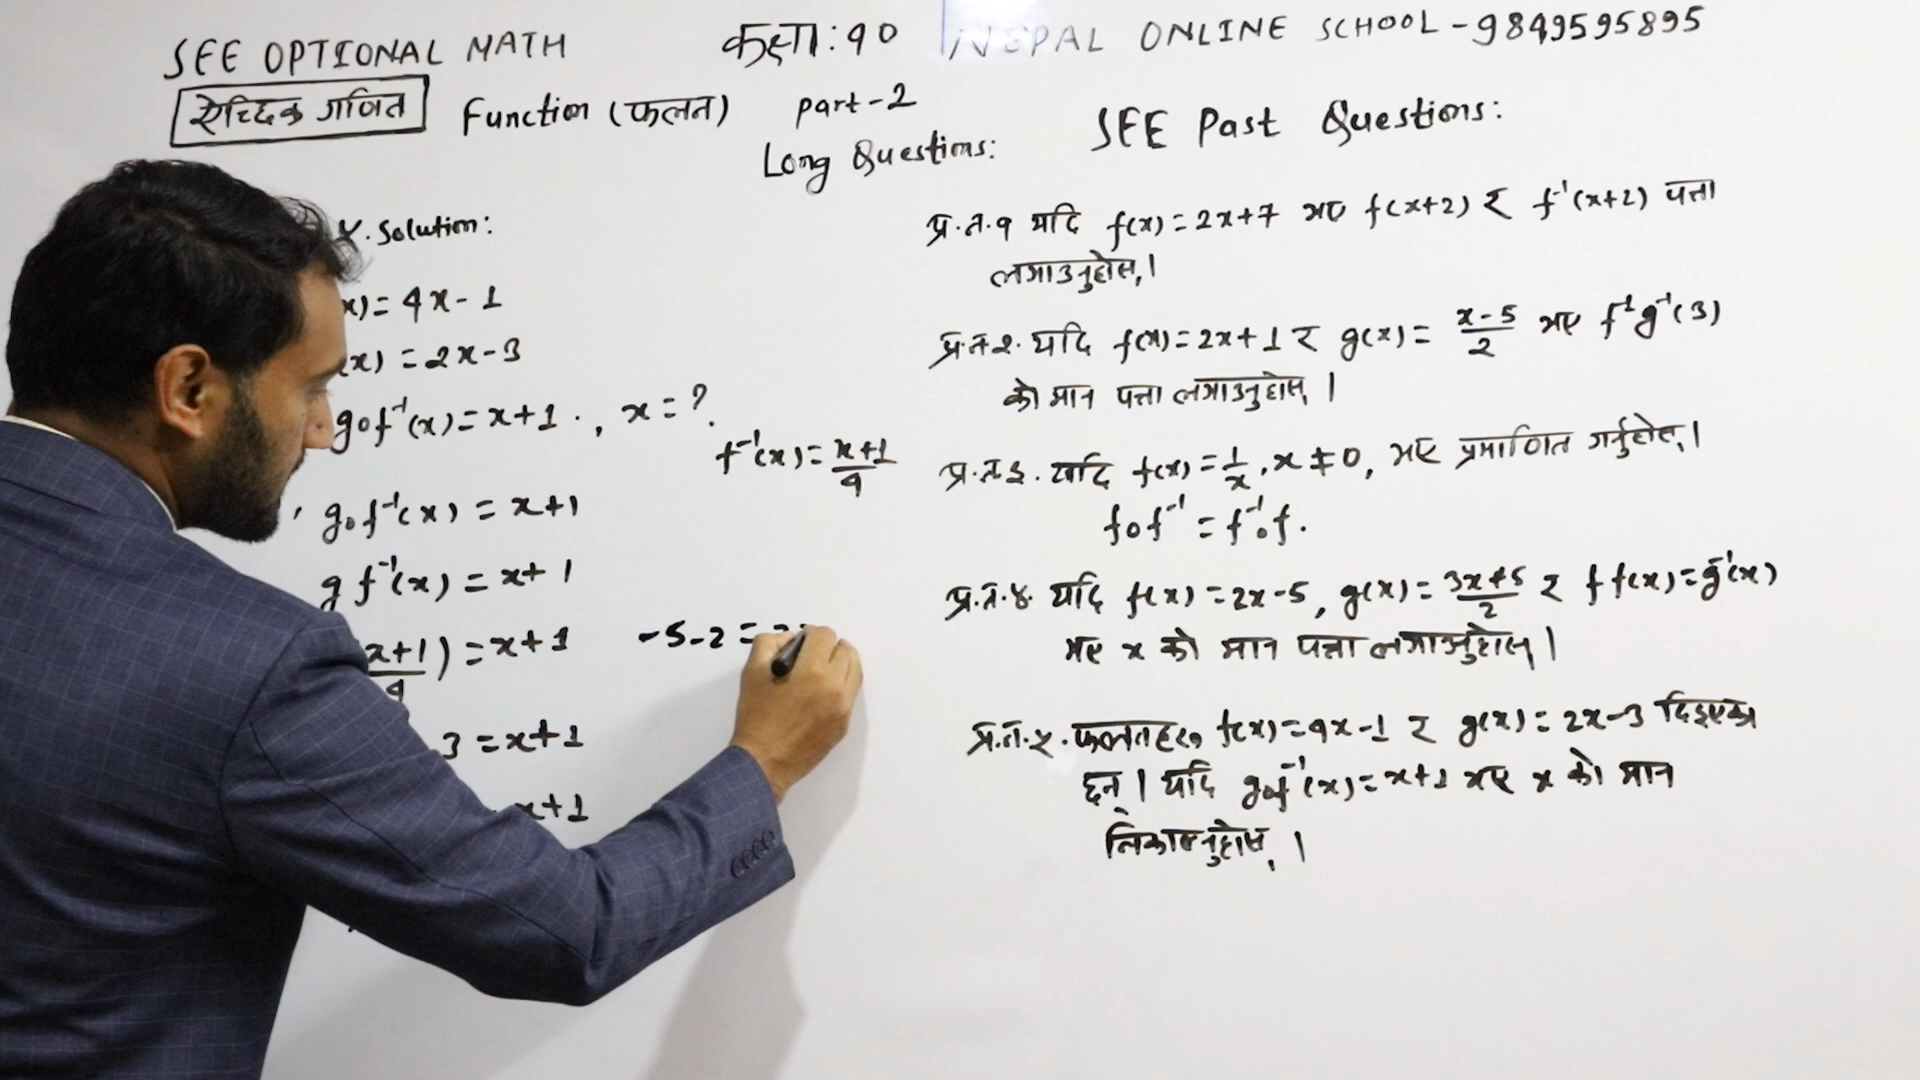 SEE OPTIONAL MATH कक्षा: १० NEPAL ONLINE SCHOOL - 9849595895
ऐच्छिक गणित Function (फलन) part-2
Long Questions:
SEE Past Questions:
५. Solution:
x) = 4x - 1
(x) = 2x - 3
gof⁻¹(x) = x+1 ., x = ?
f⁻¹(x) = (x+1)/4
gof⁻¹(x) = x+1
g f⁻¹(x) = x+1
x+1)/4) = x+1
-5-2 =
3 = x+1
x+1
प्र.नं.१ यदि f(x) = 2x+7 भए f(x+2) र f⁻¹(x+2) पत्ता
लगाउनुहोस् ।
प्र.नं.२. यदि f(x) = 2x+1 र g(x) = (x-5)/2 भए f⁻¹g⁻¹(3)
को मान पत्ता लगाउनुहोस् ।
प्र.नं.३. यदि f(x) = 1/x, x ≠ 0, भए प्रमाणित गर्नुहोस् ।
fof⁻¹ = f⁻¹of.
प्र.नं.४. यदि f(x) = 2x-5, g(x) = (3x+5)/2 र f f(x) = g⁻¹(x)
भए x को मान पत्ता लगाउनुहोस् ।
प्र.नं.५. फलनहरू f(x) = 4x-1 र g(x) = 2x-3 दिइएका
छन् । यदि gof⁻¹(x) = x+1 भए x को मान
निकाल्नुहोस् ।